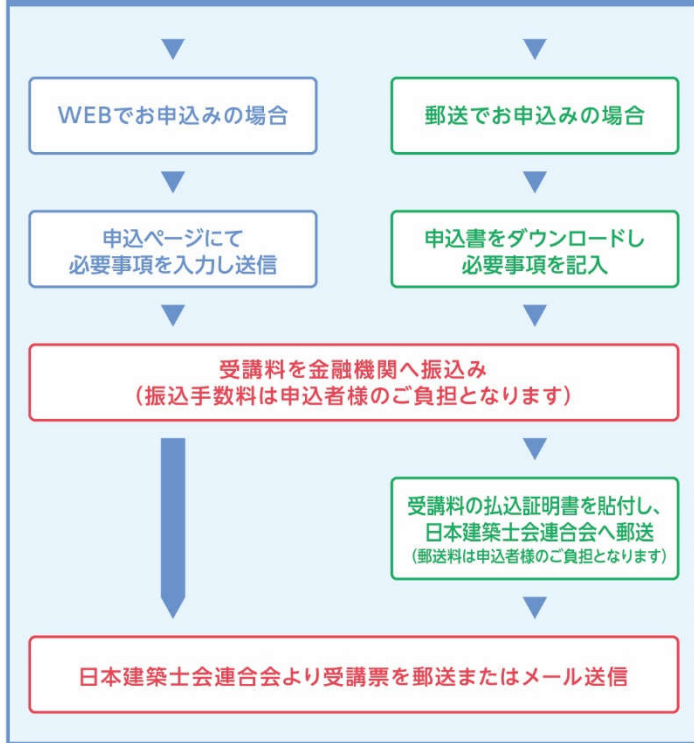 WEBでお申込みの場合
郵送でお申込みの場合
申込ページにて
必要事項を入力し送信
申込書をダウンロードし
必要事項を記入
受講料を金融機関へ振込み
（振込手数料は申込者様のご負担となります）
受講料の払込証明書を貼付し、
日本建築士会連合会へ郵送
（郵送料は申込者様のご負担となります）
日本建築士会連合会より受講票を郵送またはメール送信